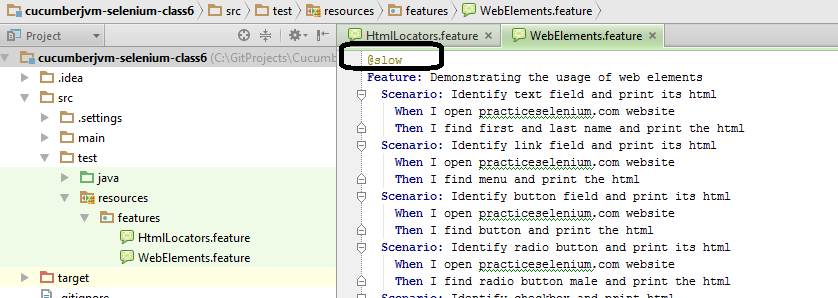 cucumberjvm-selenium-class6 src test resources features WebElements.feature
Project
HtmlLocators.feature WebElements.feature
cucumberjvm-selenium-class6 (C:\GitProjects\Cucum
.idea
src
.settings
main
test
java
resources
features
HtmlLocators.feature
WebElements.feature
target
.gitignore
@slow
Feature: Demonstrating the usage of web elements
Scenario: Identify text field and print its html
When I open practiceselenium.com website
Then I find first and last name and print the html
Scenario: Identify link field and print its html
When I open practiceselenium.com website
Then I find menu and print the html
Scenario: Identify button field and print its html
When I open practiceselenium.com website
Then I find button and print the html
Scenario: Identify radio button and print its html
When I open practiceselenium.com website
Then I find radio button male and print the html
Scenario: Identify checkbox and print its html